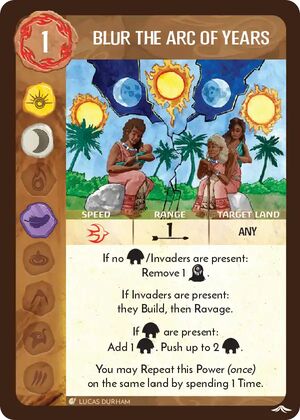 1
BLUR THE ARC OF YEARS
SPEED RANGE TARGET LAND
1 ANY
If no /Invaders are present:
Remove 1 .
If Invaders are present:
they Build, then Ravage.
If are present:
Add 1 . Push up to 2 .
You may Repeat this Power (once)
on the same land by spending 1 Time.
LUCAS DURHAM